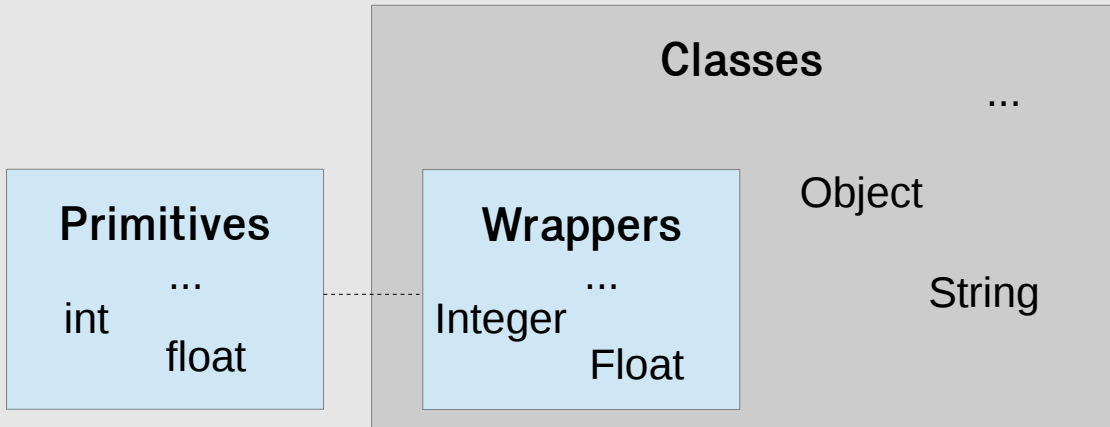 Classes
...
Object
String
Primitives
...
int
float
Wrappers
...
Integer
Float